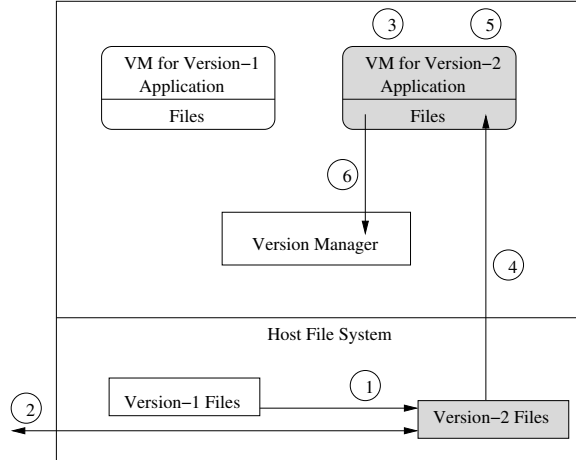 3
5
VM for Version−1
Application
Files
VM for Version−2
Application
Files
6
Version Manager
4
Host File System
1
Version−1 Files
2
Version−2 Files